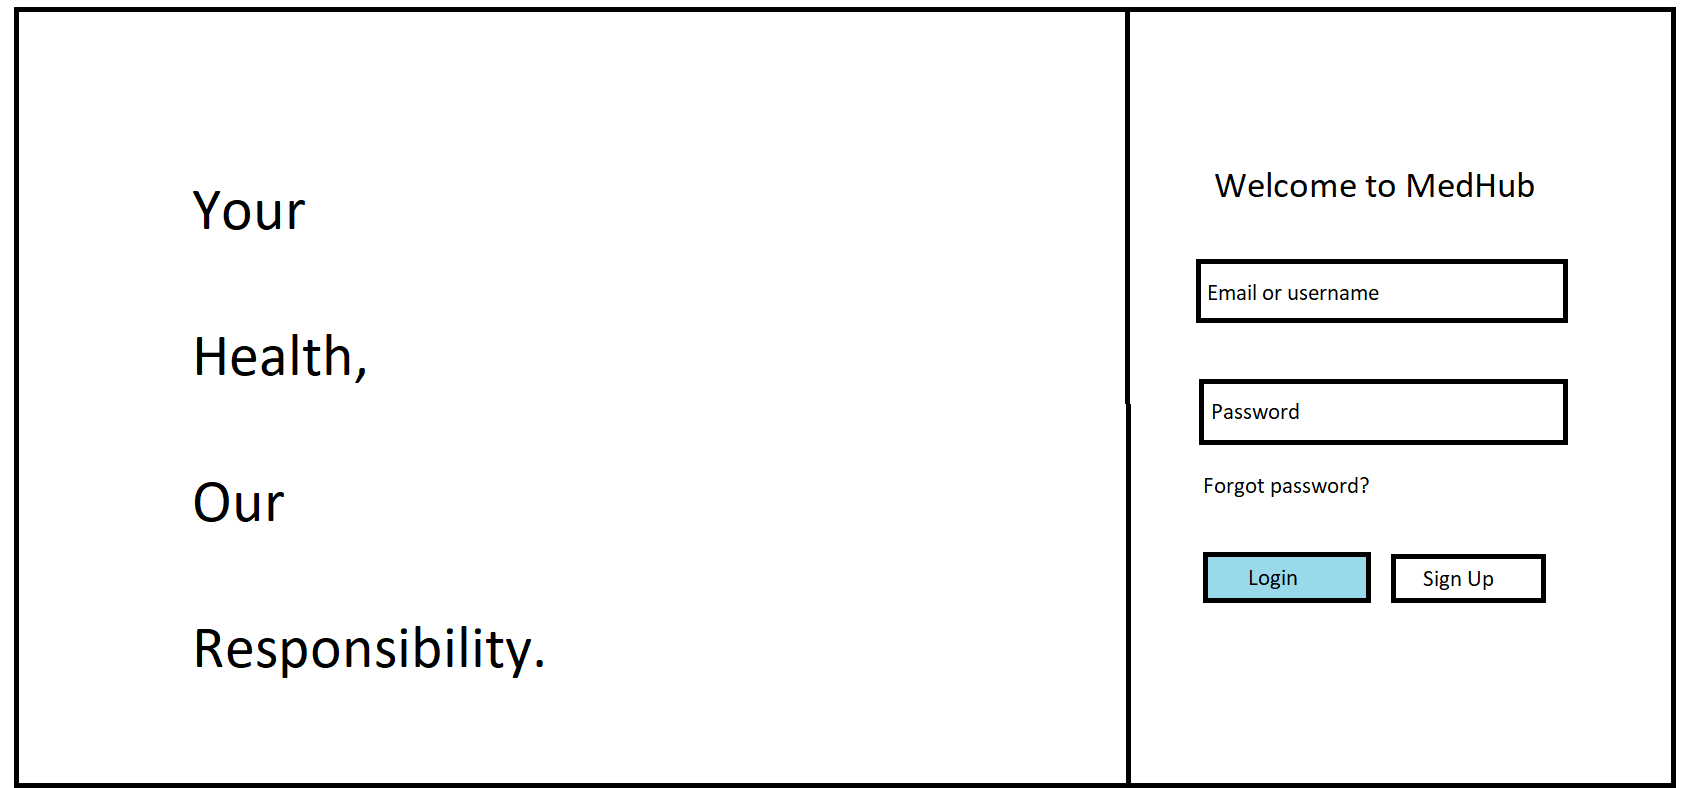 Your
Health,
Our
Responsibility.
Welcome to MedHub
Email or username
Password
Forgot password?
Login
Sign Up